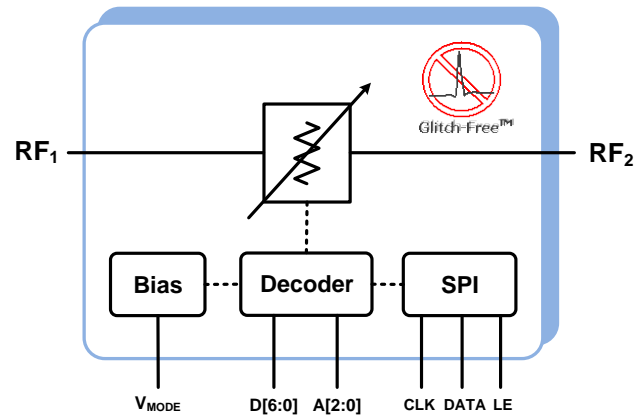 Glitch-Free™
RF₁
RF₂
Bias
Decoder
SPI
VMODE
D[6:0]
A[2:0]
CLK
DATA
LE